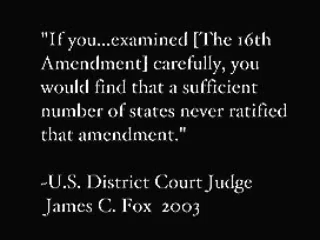 "If you...examined [The 16th
Amendment] carefully, you
would find that a sufficient
number of states never ratified
that amendment."
-U.S. District Court Judge
James C. Fox  2003